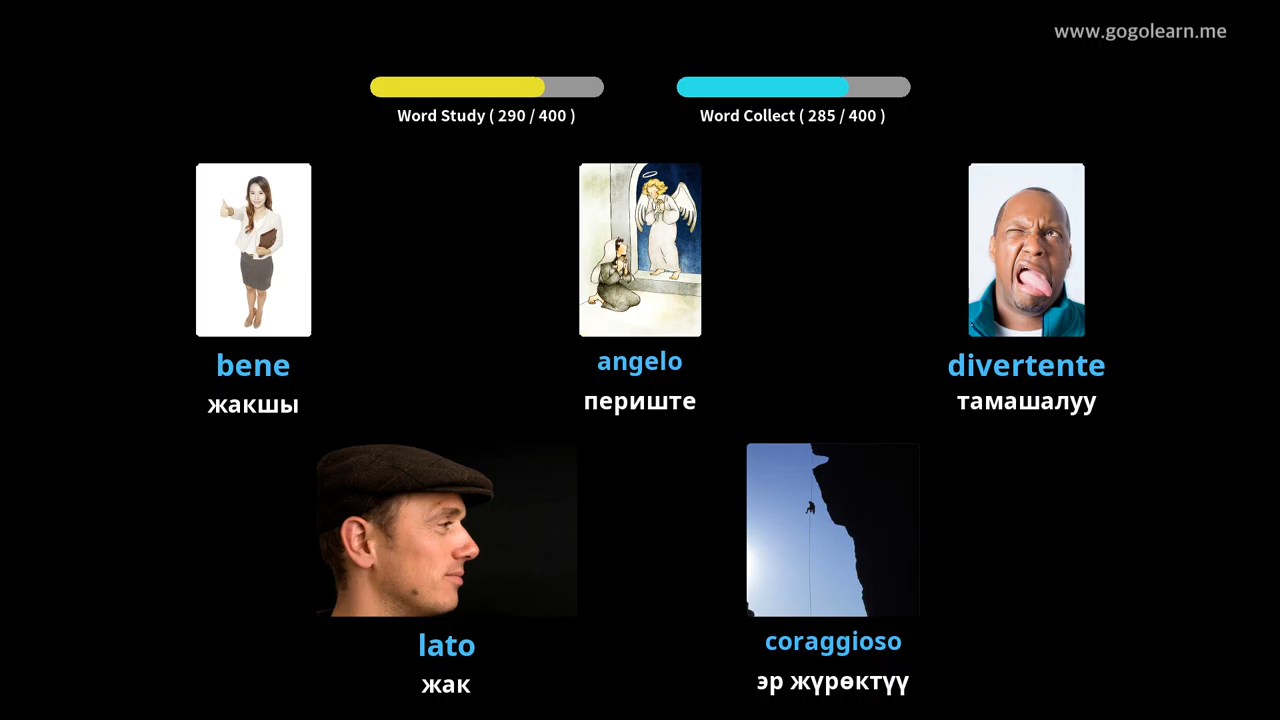 www.gogolearn.me
Word Study ( 290 / 400 )
Word Collect ( 285 / 400 )
bene
жакшы
angelo
периште
divertente
тамашалуу
lato
жак
coraggioso
эр жүрөктүү